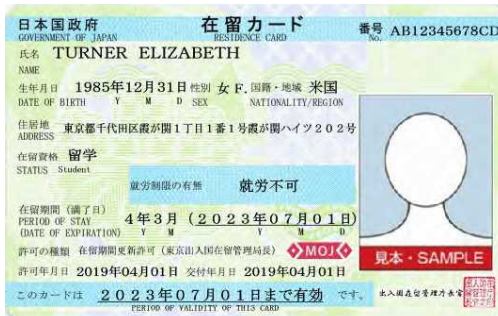 日本国政府 在留カード 番号 AB12345678CD
GOVERNMENT OF JAPAN RESIDENCE CARD No.
氏名 TURNER ELIZABETH
NAME
生年月日 1985年12月31日 性別 女 F. 国籍・地域 米国
DATE OF BIRTH Y M D SEX NATIONALITY/REGION
住居地 東京都千代田区霞が関1丁目1番1号霞が関ハイツ202号
ADDRESS
在留資格 留学
STATUS Student
就労制限の有無 就労不可
在留期間(満了日)
PERIOD OF STAY 4年3月 (2023年07月01日)
(DATE OF EXPIRATION) Y M Y M D
許可の種類 在留期間更新許可(東京出入国在留管理局長) MOJ
見本・SAMPLE
許可年月日 2019年04月01日 交付年月日 2019年04月01日
このカードは 2023年07月01日まで有効 です。 出入国在留管理庁長官
PERIOD OF VALIDITY OF THIS CARD